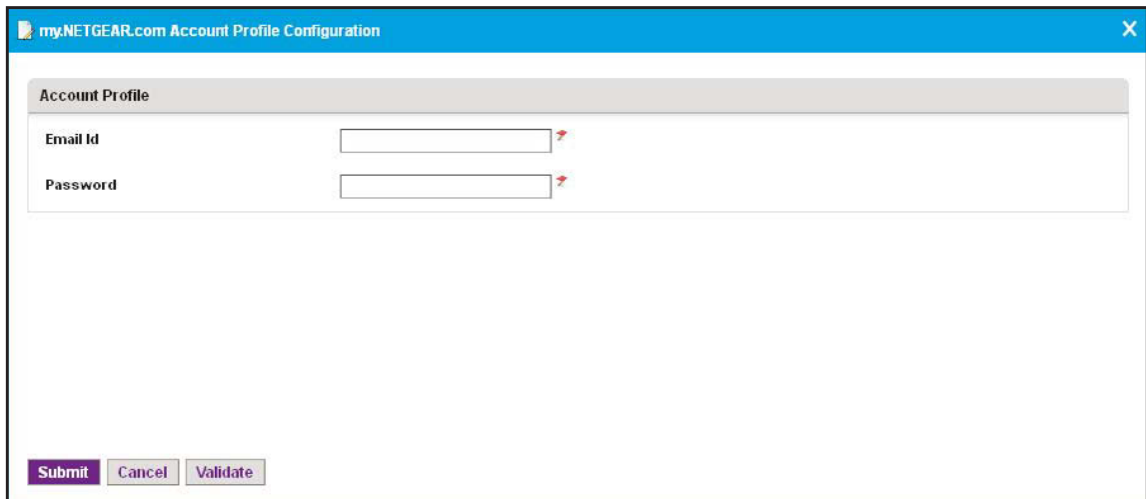 my.NETGEAR.com Account Profile Configuration X
Account Profile
Email Id
Password
Submit Cancel Validate